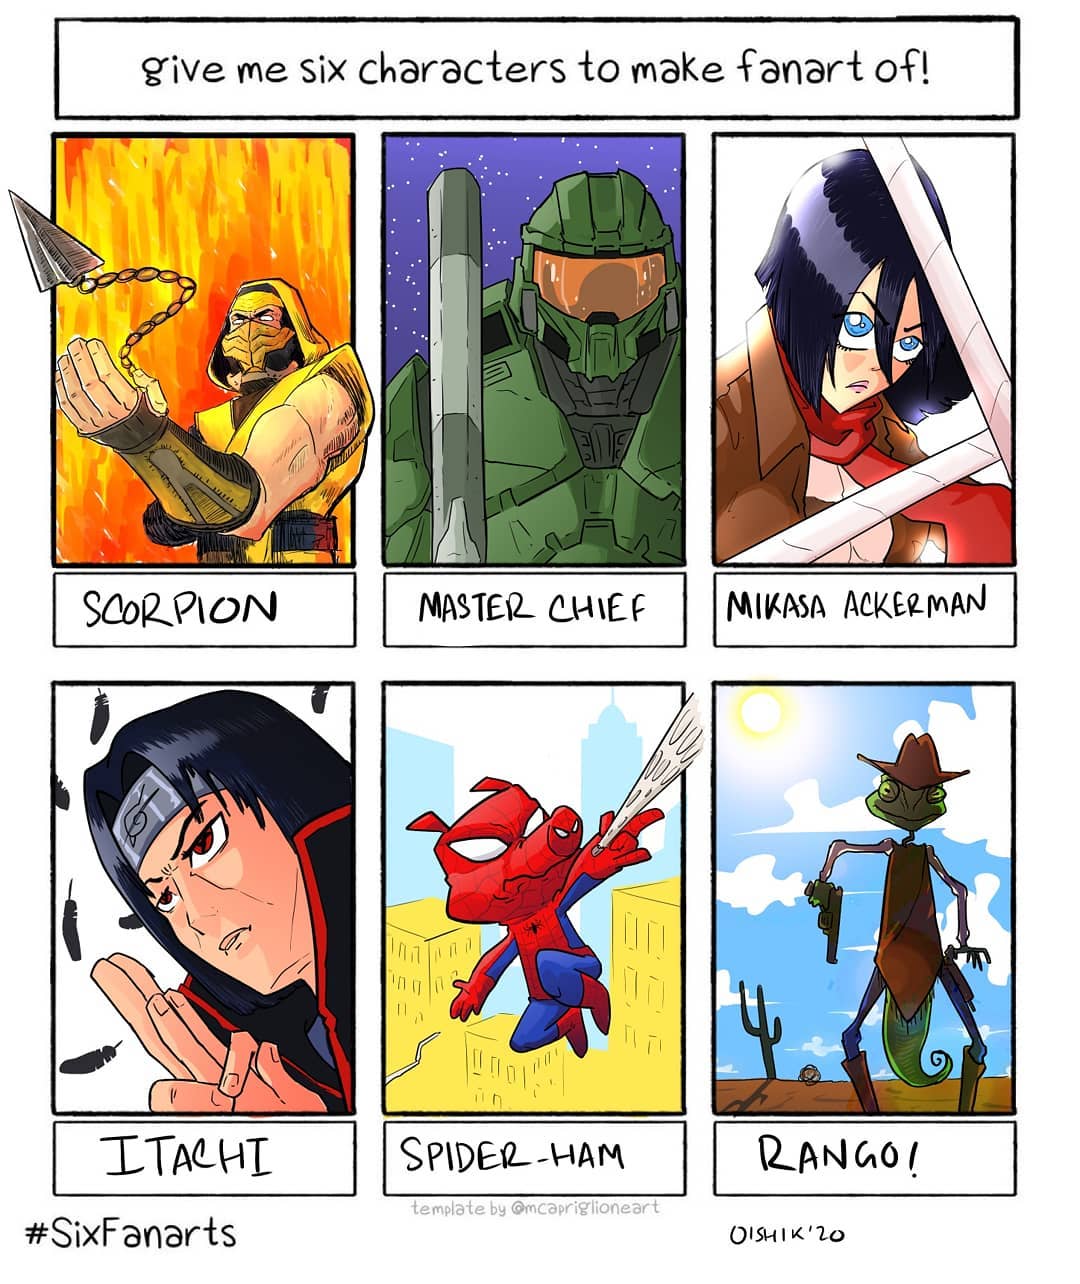 give me six characters to make fanart of!
SCORPION
MASTER CHIEF
MIKASA ACKERMAN
ITACHI
SPIDER-HAM
RANGO!
template by @mcapriglioneart
#SixFanarts
OISHIK'20